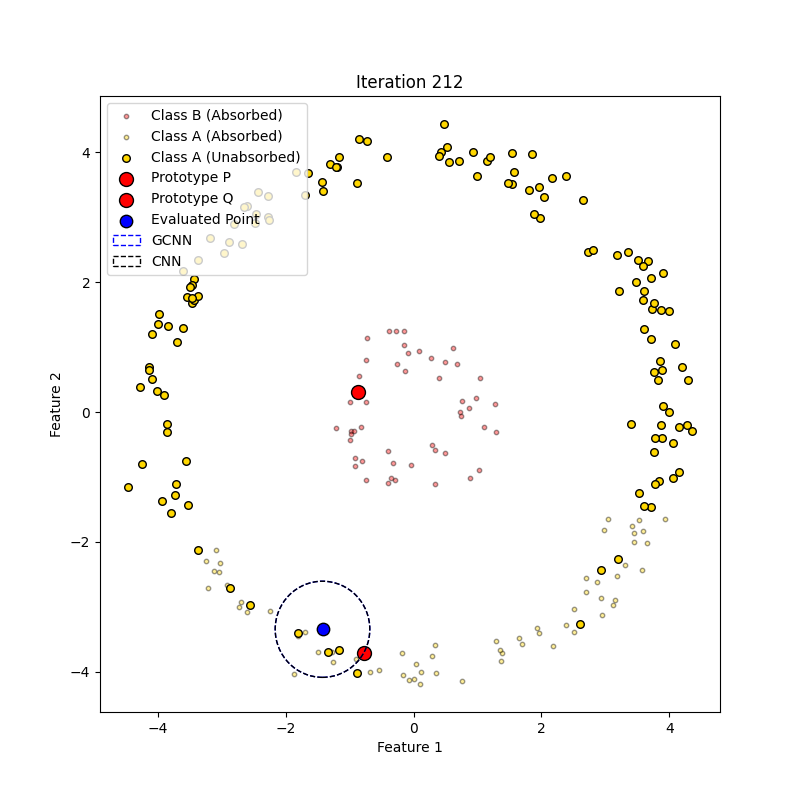 Iteration 212
Class B (Absorbed)
Class A (Absorbed)
Class A (Unabsorbed)
Prototype P
Prototype Q
Evaluated Point
GCNN
CNN
4
2
0
−2
−4
Feature 2
−4
−2
0
2
4
Feature 1